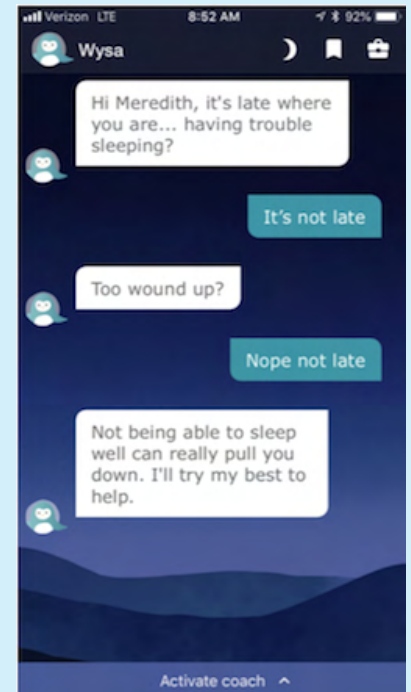 Verizon LTE 8:52 AM 92%
Wysa
Hi Meredith, it's late where
you are... having trouble
sleeping?
It's not late
Too wound up?
Nope not late
Not being able to sleep
well can really pull you
down. I'll try my best to
help.
Activate coach